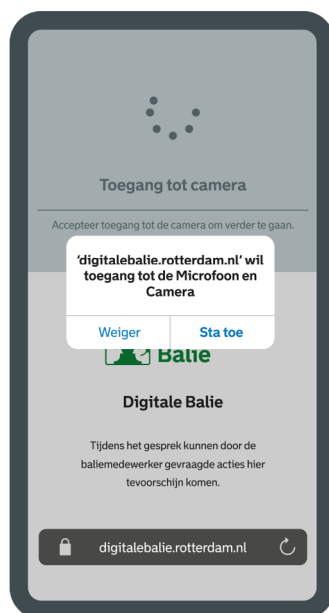 Toegang tot camera
Accepteer toegang tot de camera om verder te gaan.
'digitalebalie.rotterdam.nl' wil
toegang tot de Microfoon en
Camera
Weiger
Sta toe
Balie
Digitale Balie
Tijdens het gesprek kunnen door de
baliemedewerker gevraagde acties hier
tevoorschijn komen.
digitalebalie.rotterdam.nl